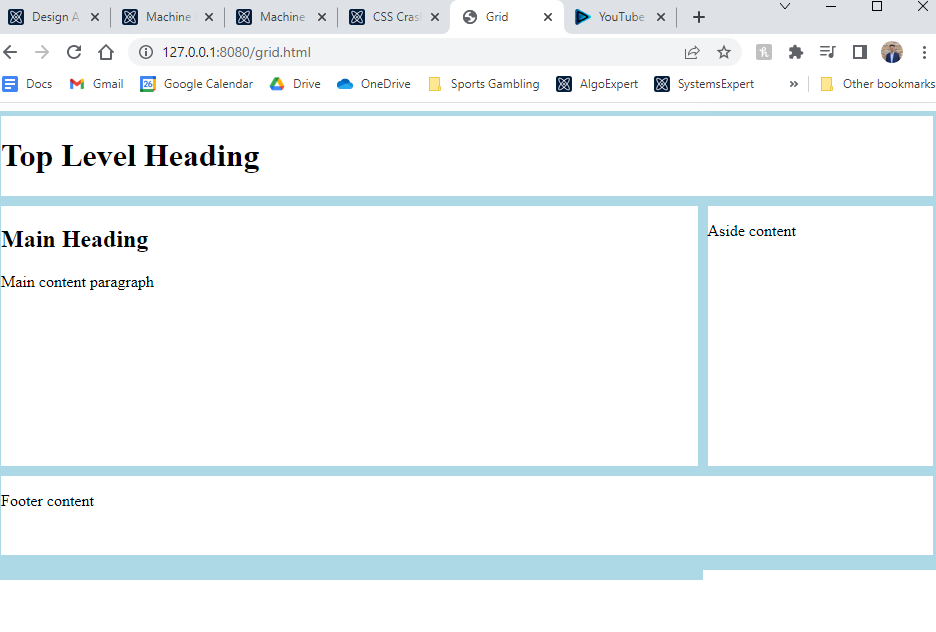 Design A Machine Machine CSS Cras Grid YouTube
127.0.0.1:8080/grid.html
Docs Gmail 26 Google Calendar Drive OneDrive Sports Gambling AlgoExpert SystemsExpert » Other bookmarks
Top Level Heading
Main Heading
Aside content
Main content paragraph
Footer content